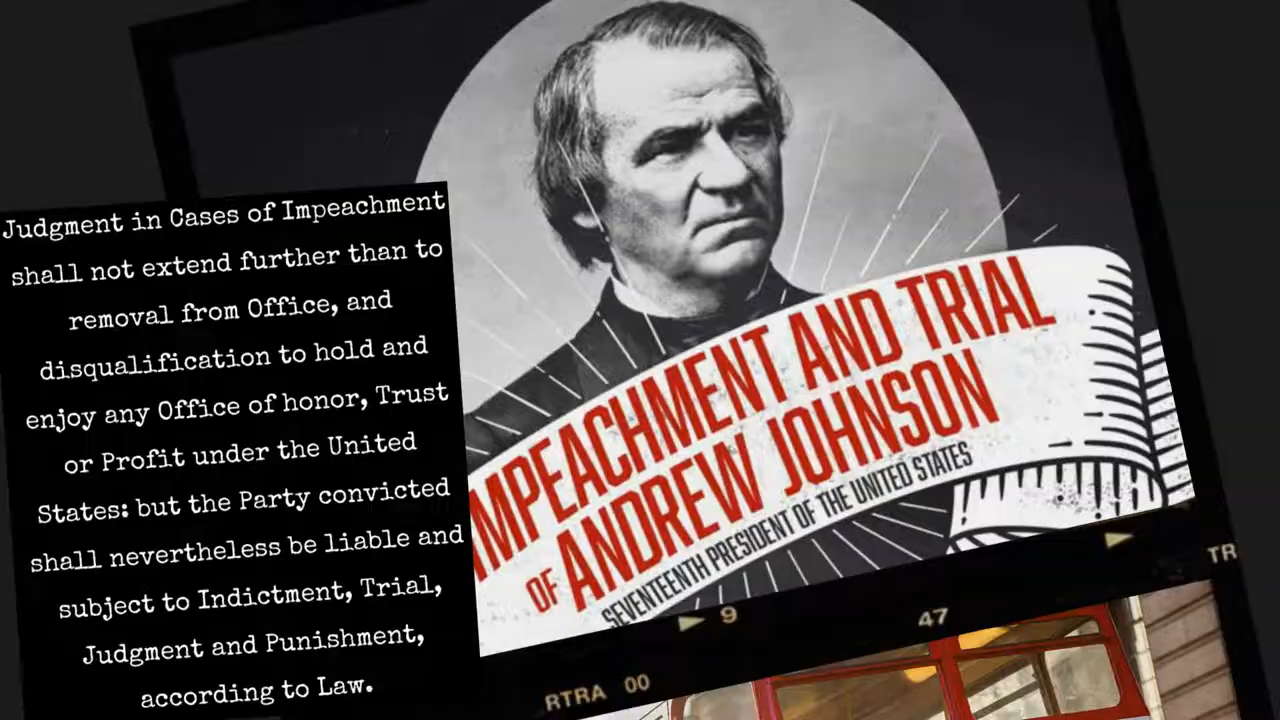 Judgment in Cases of Impeachment
shall not extend further than to
removal from Office, and
disqualification to hold and
enjoy any Office of honor, Trust
or Profit under the United
States: but the Party convicted
shall nevertheless be liable and
subject to Indictment, Trial,
Judgment and Punishment,
according to Law.
IMPEACHMENT AND TRIAL
OF ANDREW JOHNSON
SEVENTEENTH PRESIDENT OF THE UNITED STATES
9
47
TR
RTRA 00